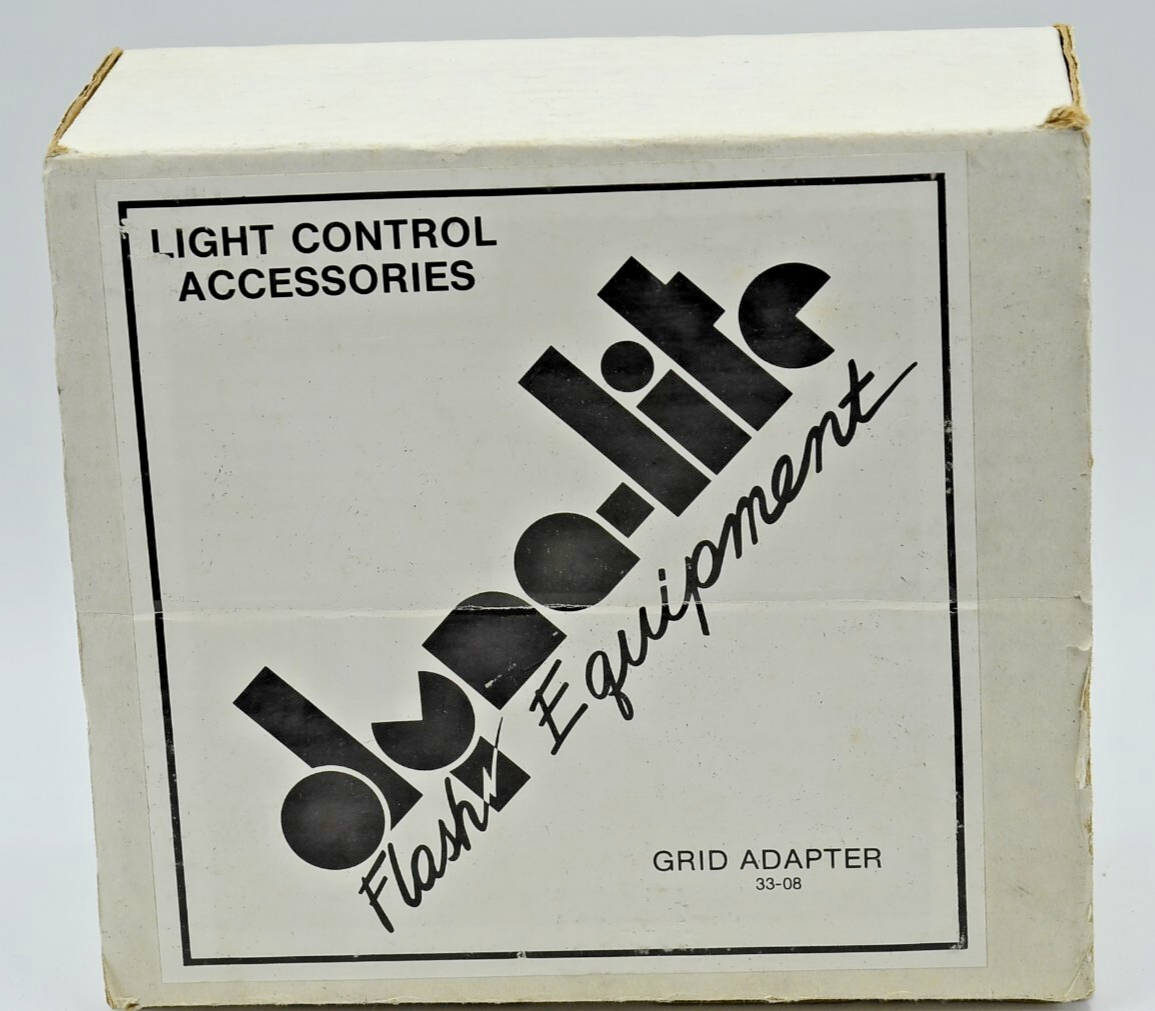 LIGHT CONTROL
ACCESSORIES
dyna-lite
Flash Equipment
GRID ADAPTER
33-08